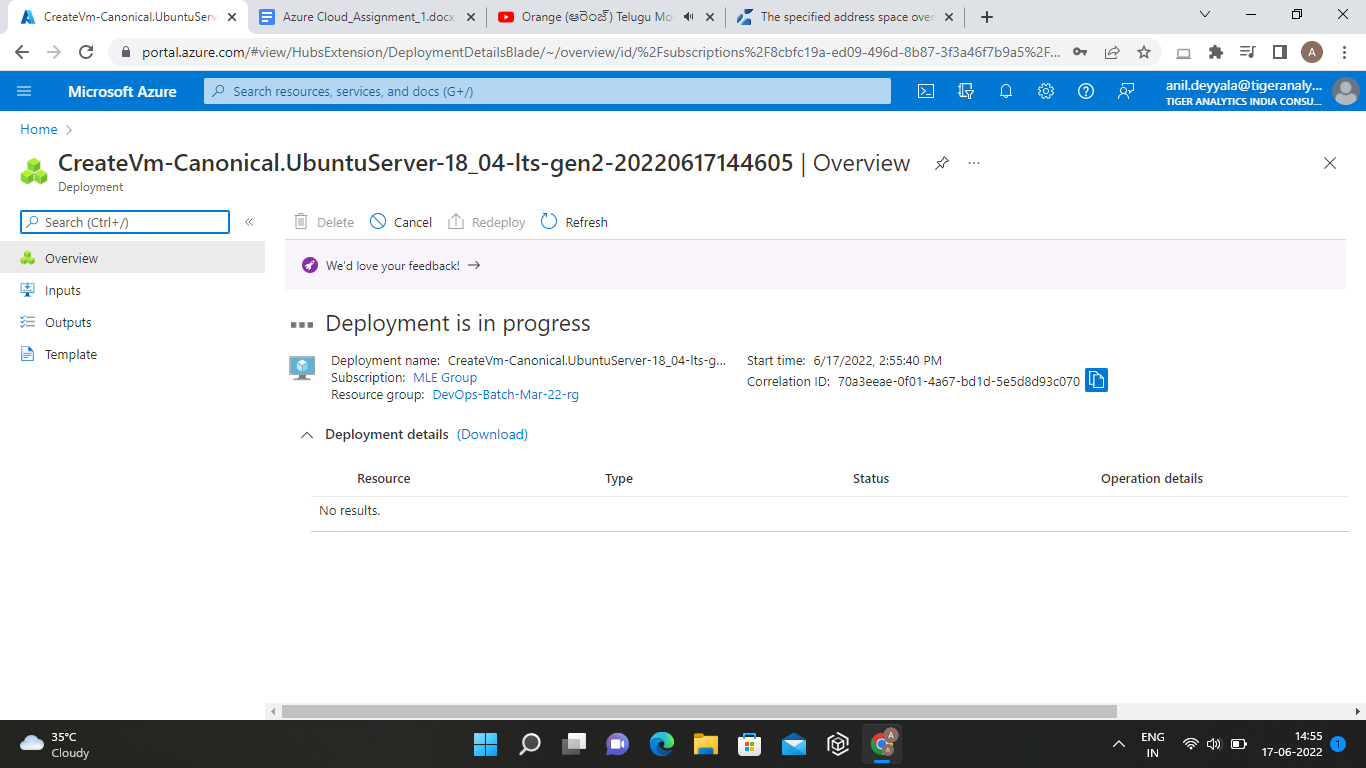 CreateVm-Canonical.UbuntuServ
Azure Cloud_Assignment_1.docx
Orange (ఆరెంజ్) Telugu Mov
The specified address space over
portal.azure.com/#view/HubsExtension/DeploymentDetailsBlade/~/overview/id/%2Fsubscriptions%2F8cbfc19a-ed09-496d-8b87-3f3a46f7b9a5%2F...
A
Microsoft Azure
Search resources, services, and docs (G+/)
anil.deyyala@tigeranaly...
TIGER ANALYTICS INDIA CONSU...
Home
CreateVm-Canonical.UbuntuServer-18_04-lts-gen2-20220617144605 | Overview
Deployment
Search (Ctrl+/)
Delete
Cancel
Redeploy
Refresh
Overview
Inputs
Outputs
Template
We'd love your feedback!
Deployment is in progress
Deployment name: CreateVm-Canonical.UbuntuServer-18_04-lts-g...
Subscription: MLE Group
Resource group: DevOps-Batch-Mar-22-rg
Start time: 6/17/2022, 2:55:40 PM
Correlation ID: 70a3eeae-0f01-4a67-bd1d-5e5d8d93c070
Deployment details (Download)
Resource Type Status Operation details
No results.
35°C
Cloudy
A
A
ENG
IN
14:55
17-06-2022
1